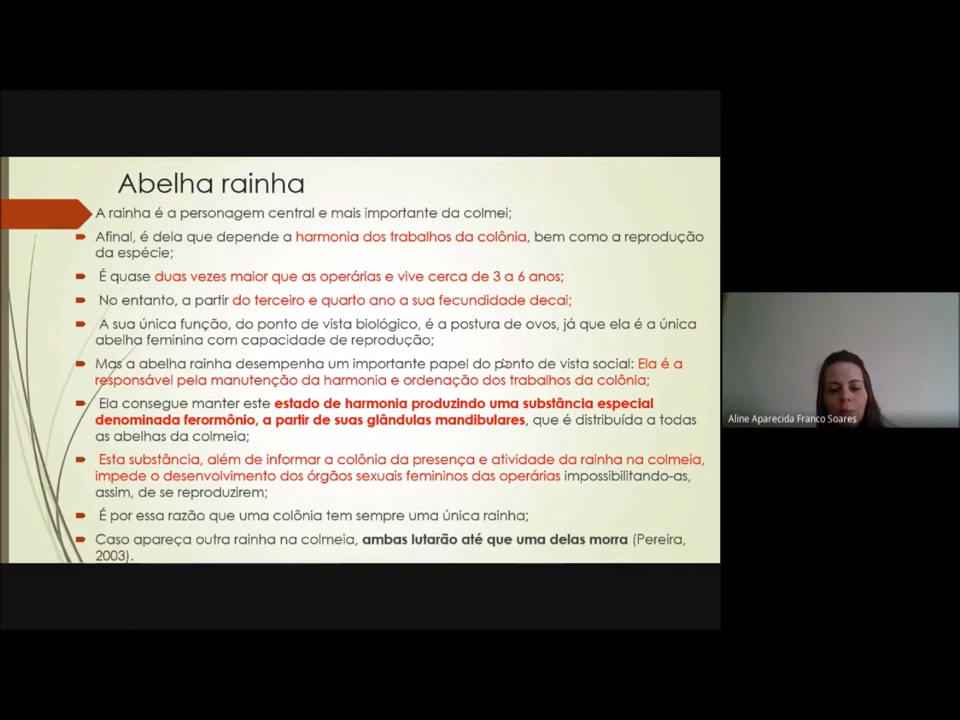 Abelha rainha
A rainha é a personagem central e mais importante da colmei;
Afinal, é dela que depende a harmonia dos trabalhos da colônia, bem como a reprodução
da espécie;
É quase duas vezes maior que as operárias e vive cerca de 3 a 6 anos;
No entanto, a partir do terceiro e quarto ano a sua fecundidade decai;
A sua única função, do ponto de vista biológico, é a postura de ovos, já que ela é a única
abelha feminina com capacidade de reprodução;
Mas a abelha rainha desempenha um importante papel do ponto de vista social: Ela é a
responsável pela manutenção da harmonia e ordenação dos trabalhos da colônia;
Ela consegue manter este estado de harmonia produzindo uma substância especial
denominada ferormônio, a partir de suas glândulas mandibulares, que é distribuída a todas
as abelhas da colmeia;
Esta substância, além de informar a colônia da presença e atividade da rainha na colmeia,
impede o desenvolvimento dos órgãos sexuais femininos das operárias impossibilitando-as,
assim, de se reproduzirem;
É por essa razão que uma colônia tem sempre uma única rainha;
Caso apareça outra rainha na colmeia, ambas lutarão até que uma delas morra (Pereira,
2003).
Aline Aparecida Franco Soares